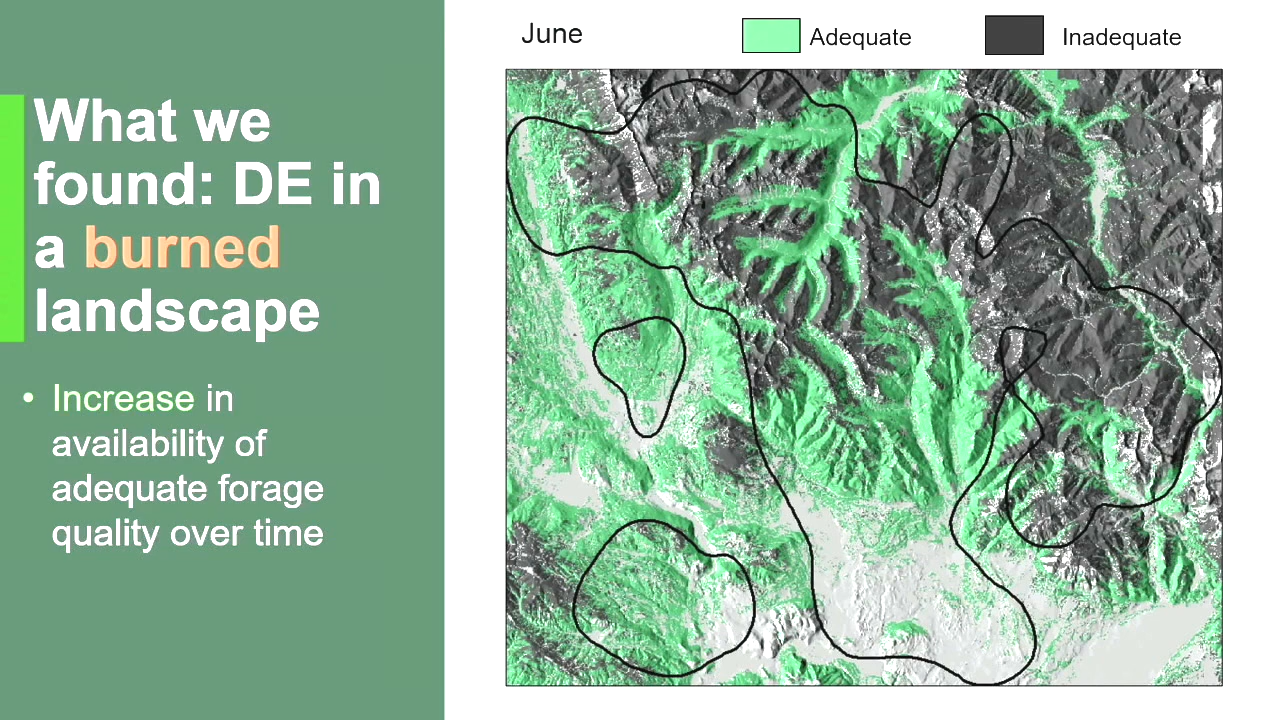 What we
found: DE in
a burned
landscape
• Increase in
availability of
adequate forage
quality over time
June
Adequate
Inadequate